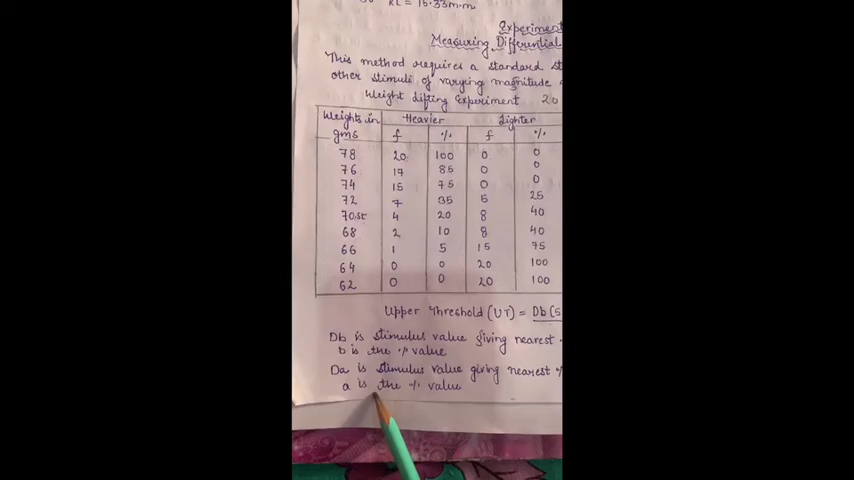 RL = 15.33m.m
Experiment
Measuring Differential
This method requires a standard st
other stimuli of varying magnitude
Weight lifting Experiment 20
Weights in gms Heavier Lighter
f % f %
78 20 100 0 0
76 17 85 0 0
74 15 75 0 0
72 7 35 5 25
70st 4 20 8 40
68 2 10 8 40
66 1 5 15 75
64 0 0 20 100
62 0 0 20 100
Upper Threshold (UT) = Db(5
Db is stimulus value giving nearest
b is the % value
Da is stimulus value giving nearest %
a is the % value